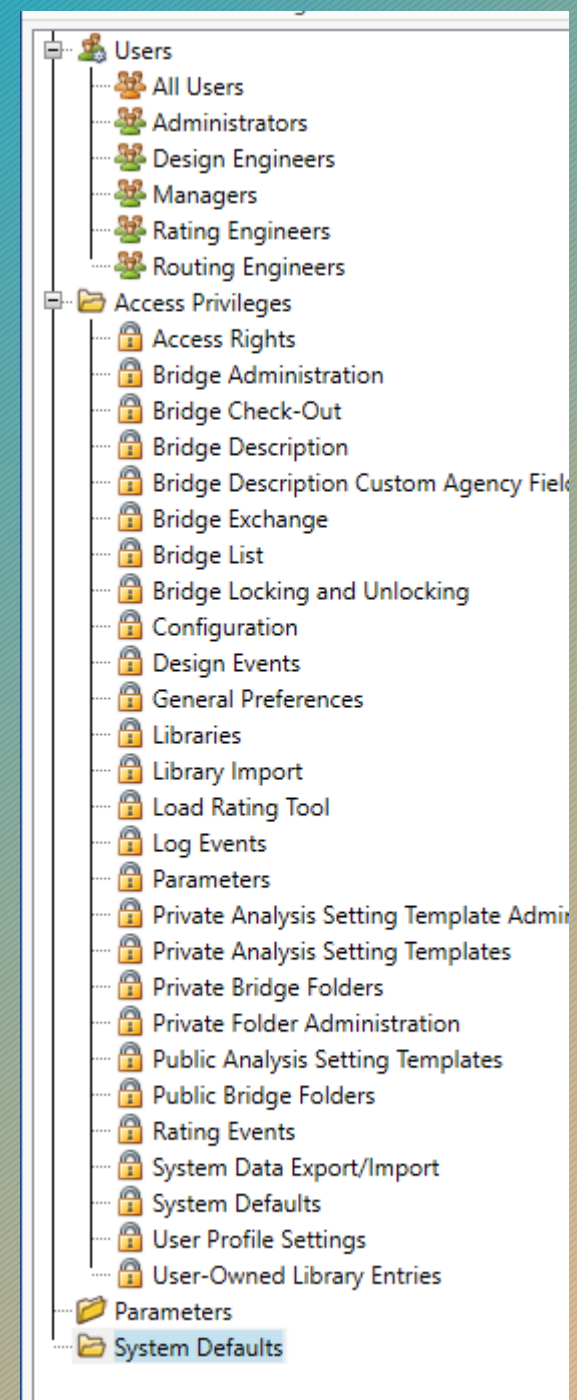 Users
All Users
Administrators
Design Engineers
Managers
Rating Engineers
Routing Engineers
Access Privileges
Access Rights
Bridge Administration
Bridge Check-Out
Bridge Description
Bridge Description Custom Agency Field
Bridge Exchange
Bridge List
Bridge Locking and Unlocking
Configuration
Design Events
General Preferences
Libraries
Library Import
Load Rating Tool
Log Events
Parameters
Private Analysis Setting Template Admin
Private Analysis Setting Templates
Private Bridge Folders
Private Folder Administration
Public Analysis Setting Templates
Public Bridge Folders
Rating Events
System Data Export/Import
System Defaults
User Profile Settings
User-Owned Library Entries
Parameters
System Defaults